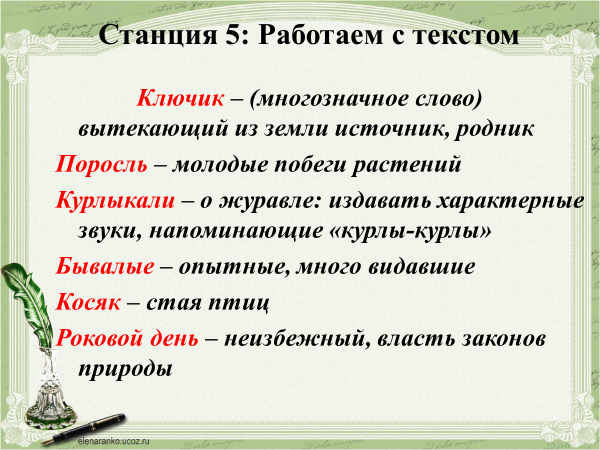 Станция 5: Работаем с текстом
Ключик – (многозначное слово)
вытекающий из земли источник, родник
Поросль – молодые побеги растений
Курлыкали – о журавле: издавать характерные
звуки, напоминающие «курлы-курлы»
Бывалые – опытные, много видавшие
Косяк – стая птиц
Роковой день – неизбежный, власть законов
природы
elenaranko.ucoz.ru